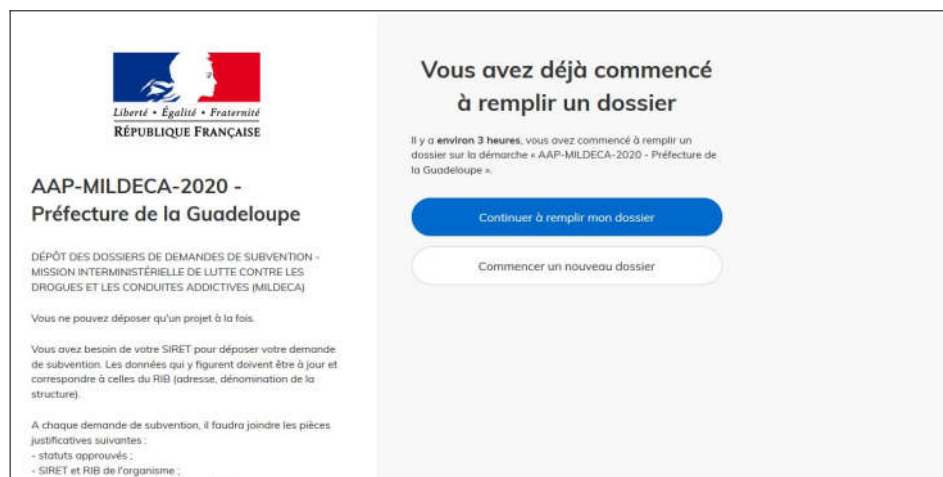 Liberté • Égalité • Fraternité
RÉPUBLIQUE FRANÇAISE
AAP-MILDECA-2020 -
Préfecture de la Guadeloupe
DÉPÔT DES DOSSIERS DE DEMANDES DE SUBVENTION -
MISSION INTERMINISTÉRIELLE DE LUTTE CONTRE LES
DROGUES ET LES CONDUITES ADDICTIVES (MILDECA)
Vous ne pouvez déposer qu'un projet à la fois.
Vous avez besoin de votre SIRET pour déposer votre demande
de subvention. Les données qui y figurent doivent être à jour et
correspondre à celles du RIB (adresse, dénomination de la
structure).
A chaque demande de subvention, il faudra joindre les pièces
justificatives suivantes :
- statuts approuvés ;
- SIRET et RIB de l'organisme ;
Vous avez déjà commencé
à remplir un dossier
Il y a environ 3 heures, vous avez commencé à remplir un
dossier sur la démarche « AAP-MILDECA-2020 - Préfecture de
la Guadeloupe ».
Continuer à remplir mon dossier
Commencer un nouveau dossier